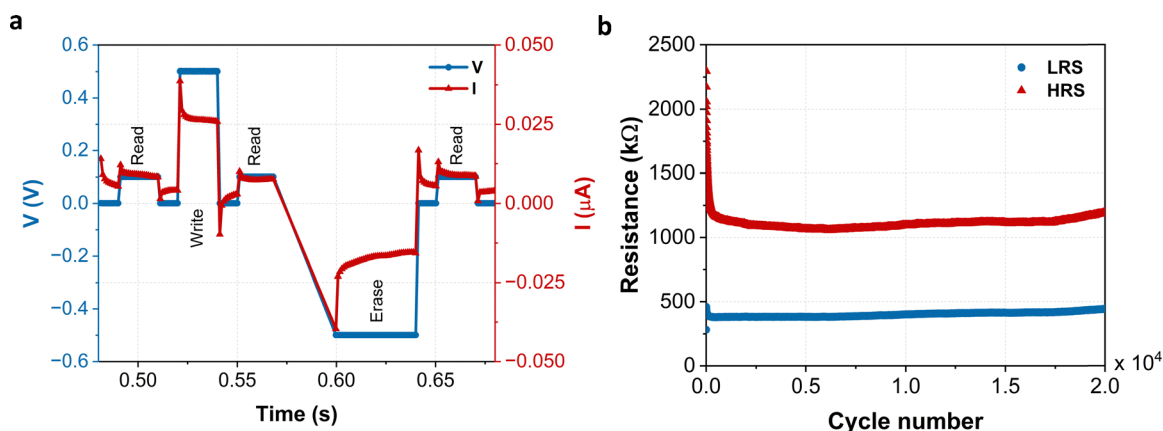 a
0.6
0.4
0.2
0.0
−0.2
−0.4
−0.6
V (V)
0.50
0.55
0.60
0.65
Time (s)
0.050
0.025
0.000
−0.025
−0.050
I (μA)
V
I
Read
Write
Read
Erase
Read
b
2500
2000
1500
1000
500
0
Resistance (kΩ)
LRS
HRS
0.0
0.5
1.0
1.5
2.0
x 10⁴
Cycle number